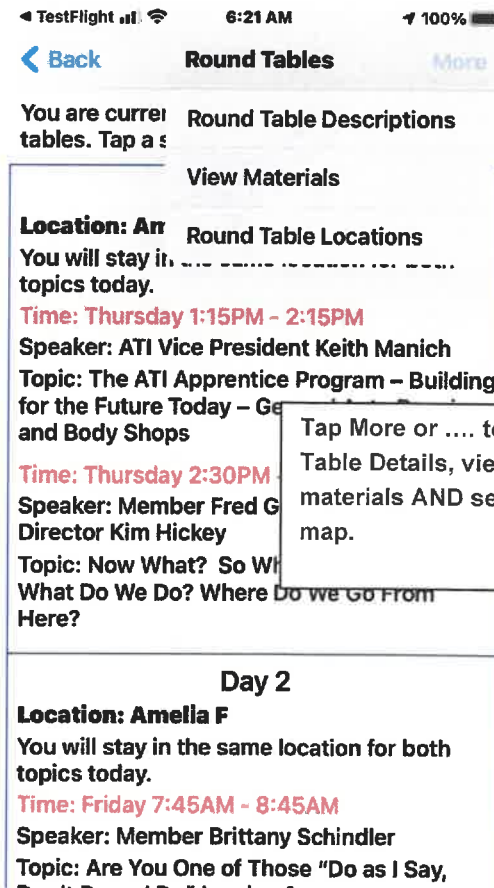 TestFlight 6:21 AM 100%
Back Round Tables More
You are currer
tables. Tap a s
Round Table Descriptions
View Materials
Round Table Locations
Location: Am
You will stay in the same location for both
topics today.
Time: Thursday 1:15PM - 2:15PM
Speaker: ATI Vice President Keith Manich
Topic: The ATI Apprentice Program – Building
for the Future Today – Ge
and Body Shops
Tap More or .... to
Table Details, vie
materials AND se
map.
Time: Thursday 2:30PM
Speaker: Member Fred G
Director Kim Hickey
Topic: Now What? So Wh
What Do We Do? Where Do We Go From
Here?
Day 2
Location: Amelia F
You will stay in the same location for both
topics today.
Time: Friday 7:45AM - 8:45AM
Speaker: Member Brittany Schindler
Topic: Are You One of Those "Do as I Say,